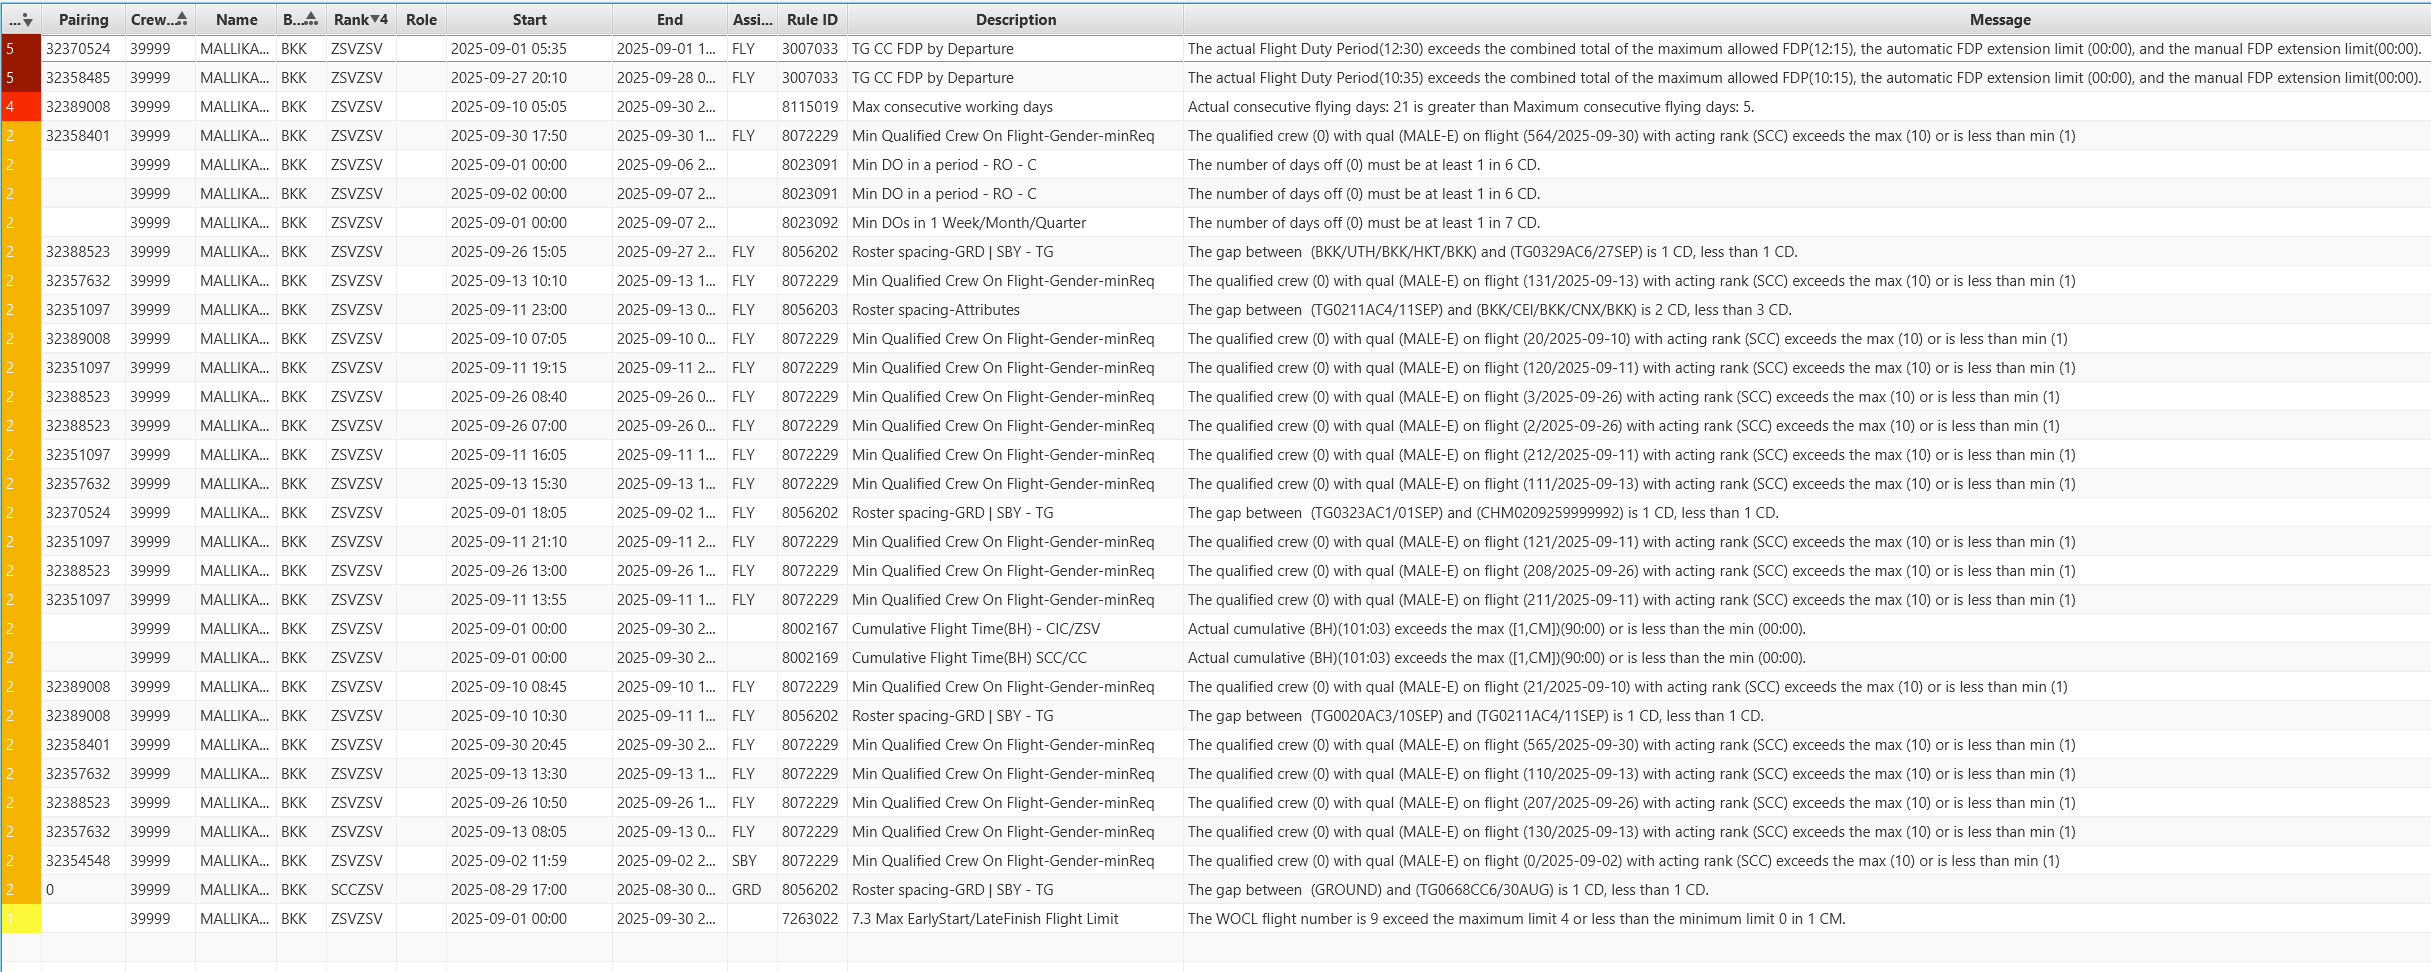 ... Pairing Crew... Name B... Rank 4 Role Start End Assi... Rule ID Description Message
5 32370524 39999 MALLIKA... BKK ZSVZSV 2025-09-01 05:35 2025-09-01 1... FLY 3007033 TG CC FDP by Departure The actual Flight Duty Period(12:30) exceeds the combined total of the maximum allowed FDP(12:15), the automatic FDP extension limit (00:00), and the manual FDP extension limit(00:00).
5 32358485 39999 MALLIKA... BKK ZSVZSV 2025-09-27 20:10 2025-09-28 0... FLY 3007033 TG CC FDP by Departure The actual Flight Duty Period(10:35) exceeds the combined total of the maximum allowed FDP(10:15), the automatic FDP extension limit (00:00), and the manual FDP extension limit(00:00).
4 32389008 39999 MALLIKA... BKK ZSVZSV 2025-09-10 05:05 2025-09-30 2... 8115019 Max consecutive working days Actual consecutive flying days: 21 is greater than Maximum consecutive flying days: 5.
2 32358401 39999 MALLIKA... BKK ZSVZSV 2025-09-30 17:50 2025-09-30 1... FLY 8072229 Min Qualified Crew On Flight-Gender-minReq The qualified crew (0) with qual (MALE-E) on flight (564/2025-09-30) with acting rank (SCC) exceeds the max (10) or is less than min (1)
2 39999 MALLIKA... BKK ZSVZSV 2025-09-01 00:00 2025-09-06 2... 8023091 Min DO in a period - RO - C The number of days off (0) must be at least 1 in 6 CD.
2 39999 MALLIKA... BKK ZSVZSV 2025-09-02 00:00 2025-09-07 2... 8023091 Min DO in a period - RO - C The number of days off (0) must be at least 1 in 6 CD.
2 39999 MALLIKA... BKK ZSVZSV 2025-09-01 00:00 2025-09-07 2... 8023092 Min DOs in 1 Week/Month/Quarter The number of days off (0) must be at least 1 in 7 CD.
2 32388523 39999 MALLIKA... BKK ZSVZSV 2025-09-26 15:05 2025-09-27 2... FLY 8056202 Roster spacing-GRD | SBY - TG The gap between (BKK/UTH/BKK/HKT/BKK) and (TG0329AC6/27SEP) is 1 CD, less than 1 CD.
2 32357632 39999 MALLIKA... BKK ZSVZSV 2025-09-13 10:10 2025-09-13 1... FLY 8072229 Min Qualified Crew On Flight-Gender-minReq The qualified crew (0) with qual (MALE-E) on flight (131/2025-09-13) with acting rank (SCC) exceeds the max (10) or is less than min (1)
2 32351097 39999 MALLIKA... BKK ZSVZSV 2025-09-11 23:00 2025-09-13 0... FLY 8056203 Roster spacing-Attributes The gap between (TG0211AC4/11SEP) and (BKK/CEI/BKK/CNX/BKK) is 2 CD, less than 3 CD.
2 32389008 39999 MALLIKA... BKK ZSVZSV 2025-09-10 07:05 2025-09-10 0... FLY 8072229 Min Qualified Crew On Flight-Gender-minReq The qualified crew (0) with qual (MALE-E) on flight (20/2025-09-10) with acting rank (SCC) exceeds the max (10) or is less than min (1)
2 32351097 39999 MALLIKA... BKK ZSVZSV 2025-09-11 19:15 2025-09-11 2... FLY 8072229 Min Qualified Crew On Flight-Gender-minReq The qualified crew (0) with qual (MALE-E) on flight (120/2025-09-11) with acting rank (SCC) exceeds the max (10) or is less than min (1)
2 32388523 39999 MALLIKA... BKK ZSVZSV 2025-09-26 08:40 2025-09-26 0... FLY 8072229 Min Qualified Crew On Flight-Gender-minReq The qualified crew (0) with qual (MALE-E) on flight (3/2025-09-26) with acting rank (SCC) exceeds the max (10) or is less than min (1)
2 32388523 39999 MALLIKA... BKK ZSVZSV 2025-09-26 07:00 2025-09-26 0... FLY 8072229 Min Qualified Crew On Flight-Gender-minReq The qualified crew (0) with qual (MALE-E) on flight (2/2025-09-26) with acting rank (SCC) exceeds the max (10) or is less than min (1)
2 32351097 39999 MALLIKA... BKK ZSVZSV 2025-09-11 16:05 2025-09-11 1... FLY 8072229 Min Qualified Crew On Flight-Gender-minReq The qualified crew (0) with qual (MALE-E) on flight (212/2025-09-11) with acting rank (SCC) exceeds the max (10) or is less than min (1)
2 32357632 39999 MALLIKA... BKK ZSVZSV 2025-09-13 15:30 2025-09-13 1... FLY 8072229 Min Qualified Crew On Flight-Gender-minReq The qualified crew (0) with qual (MALE-E) on flight (111/2025-09-13) with acting rank (SCC) exceeds the max (10) or is less than min (1)
2 32370524 39999 MALLIKA... BKK ZSVZSV 2025-09-01 18:05 2025-09-02 1... FLY 8056202 Roster spacing-GRD | SBY - TG The gap between (TG0323AC1/01SEP) and (CHM0209259999992) is 1 CD, less than 1 CD.
2 32351097 39999 MALLIKA... BKK ZSVZSV 2025-09-11 21:10 2025-09-11 2... FLY 8072229 Min Qualified Crew On Flight-Gender-minReq The qualified crew (0) with qual (MALE-E) on flight (121/2025-09-11) with acting rank (SCC) exceeds the max (10) or is less than min (1)
2 32388523 39999 MALLIKA... BKK ZSVZSV 2025-09-26 13:00 2025-09-26 1... FLY 8072229 Min Qualified Crew On Flight-Gender-minReq The qualified crew (0) with qual (MALE-E) on flight (208/2025-09-26) with acting rank (SCC) exceeds the max (10) or is less than min (1)
2 32351097 39999 MALLIKA... BKK ZSVZSV 2025-09-11 13:55 2025-09-11 1... FLY 8072229 Min Qualified Crew On Flight-Gender-minReq The qualified crew (0) with qual (MALE-E) on flight (211/2025-09-11) with acting rank (SCC) exceeds the max (10) or is less than min (1)
2 39999 MALLIKA... BKK ZSVZSV 2025-09-01 00:00 2025-09-30 2... 8002167 Cumulative Flight Time(BH) - CIC/ZSV Actual cumulative (BH)(101:03) exceeds the max ([1,CM])(90:00) or is less than the min (00:00).
2 39999 MALLIKA... BKK ZSVZSV 2025-09-01 00:00 2025-09-30 2... 8002169 Cumulative Flight Time(BH) SCC/CC Actual cumulative (BH)(101:03) exceeds the max ([1,CM])(90:00) or is less than the min (00:00).
2 32389008 39999 MALLIKA... BKK ZSVZSV 2025-09-10 08:45 2025-09-10 1... FLY 8072229 Min Qualified Crew On Flight-Gender-minReq The qualified crew (0) with qual (MALE-E) on flight (21/2025-09-10) with acting rank (SCC) exceeds the max (10) or is less than min (1)
2 32389008 39999 MALLIKA... BKK ZSVZSV 2025-09-10 10:30 2025-09-11 1... FLY 8056202 Roster spacing-GRD | SBY - TG The gap between (TG0020AC3/10SEP) and (TG0211AC4/11SEP) is 1 CD, less than 1 CD.
2 32358401 39999 MALLIKA... BKK ZSVZSV 2025-09-30 20:45 2025-09-30 2... FLY 8072229 Min Qualified Crew On Flight-Gender-minReq The qualified crew (0) with qual (MALE-E) on flight (565/2025-09-30) with acting rank (SCC) exceeds the max (10) or is less than min (1)
2 32357632 39999 MALLIKA... BKK ZSVZSV 2025-09-13 13:30 2025-09-13 1... FLY 8072229 Min Qualified Crew On Flight-Gender-minReq The qualified crew (0) with qual (MALE-E) on flight (110/2025-09-13) with acting rank (SCC) exceeds the max (10) or is less than min (1)
2 32388523 39999 MALLIKA... BKK ZSVZSV 2025-09-26 10:50 2025-09-26 1... FLY 8072229 Min Qualified Crew On Flight-Gender-minReq The qualified crew (0) with qual (MALE-E) on flight (207/2025-09-26) with acting rank (SCC) exceeds the max (10) or is less than min (1)
2 32357632 39999 MALLIKA... BKK ZSVZSV 2025-09-13 08:05 2025-09-13 0... FLY 8072229 Min Qualified Crew On Flight-Gender-minReq The qualified crew (0) with qual (MALE-E) on flight (130/2025-09-13) with acting rank (SCC) exceeds the max (10) or is less than min (1)
2 32354548 39999 MALLIKA... BKK ZSVZSV 2025-09-02 11:59 2025-09-02 2... SBY 8072229 Min Qualified Crew On Flight-Gender-minReq The qualified crew (0) with qual (MALE-E) on flight (0/2025-09-02) with acting rank (SCC) exceeds the max (10) or is less than min (1)
2 0 39999 MALLIKA... BKK SCCZSV 2025-08-29 17:00 2025-08-30 0... GRD 8056202 Roster spacing-GRD | SBY - TG The gap between (GROUND) and (TG0668CC6/30AUG) is 1 CD, less than 1 CD.
1 39999 MALLIKA... BKK ZSVZSV 2025-09-01 00:00 2025-09-30 2... 7263022 7.3 Max EarlyStart/LateFinish Flight Limit The WOCL flight number is 9 exceed the maximum limit 4 or less than the minimum limit 0 in 1 CM.